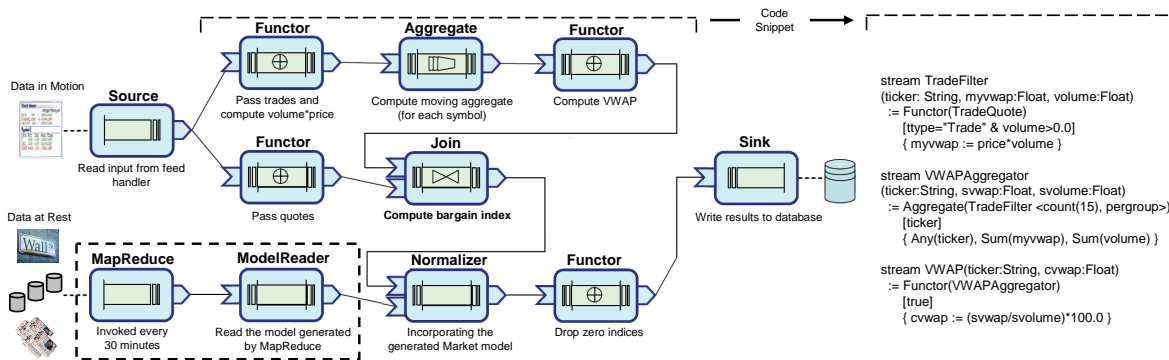 Functor
Aggregate
Functor
Code
Snippet
Data in Motion
Source
Pass trades and
compute volume*price
Compute moving aggregate
(for each symbol)
Compute VWAP
Functor
Join
Sink
Read input from feed
handler
Pass quotes
Compute bargain index
Write results to database
Data at Rest
Wall
MapReduce
ModelReader
Normalizer
Functor
Invoked every
30 minutes
Read the model generated
by MapReduce
Incorporating the
generated Market model
Drop zero indices
stream TradeFilter
(ticker: String, myvwap:Float, volume:Float)
:= Functor(TradeQuote)
[ttype="Trade" & volume>0.0]
{ myvwap := price*volume }
stream VWAPAggregator
(ticker:String, svwap:Float, svolume:Float)
:= Aggregate(TradeFilter <count(15), pergroup>)
[ticker]
{ Any(ticker), Sum(myvwap), Sum(volume) }
stream VWAP(ticker:String, cvwap:Float)
:= Functor(VWAPAggregator)
[true]
{ cvwap := (svwap/svolume)*100.0 }